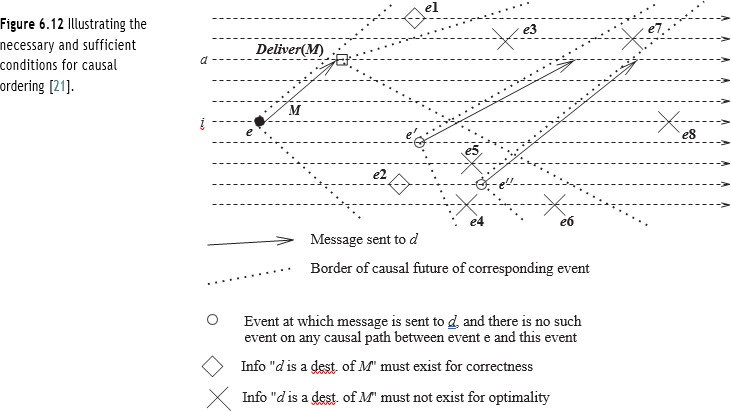 Figure 6.12 Illustrating the
necessary and sufficient
conditions for causal
ordering [21].
e1
e3
e7
Deliver(M)
d
M
i
e
e'
e8
e5
e2
e''
e4
e6
Message sent to d
Border of causal future of corresponding event
Event at which message is sent to d, and there is no such
event on any causal path between event e and this event
Info "d is a dest. of M" must exist for correctness
Info "d is a dest. of M" must not exist for optimality